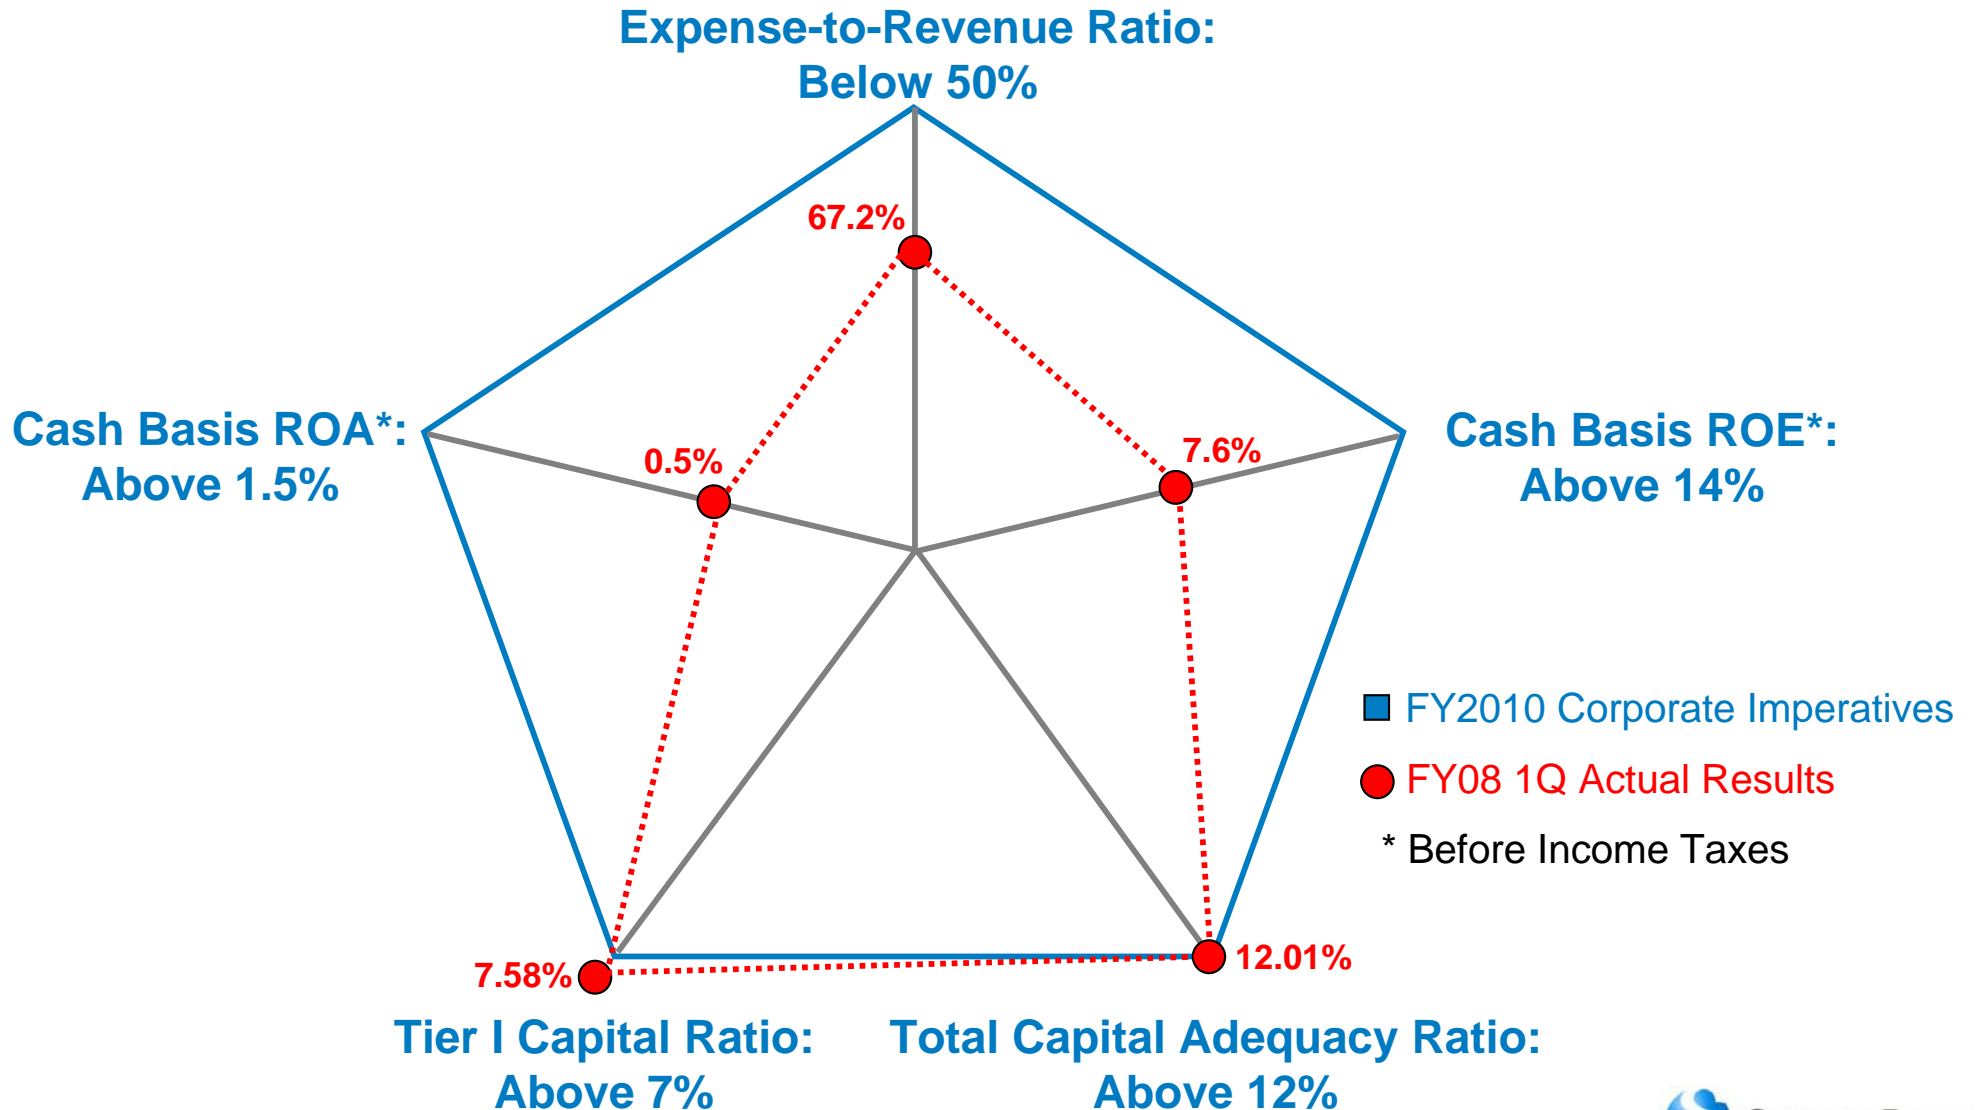 Expense-to-Revenue Ratio:
Below 50%
67.2%
Cash Basis ROA*:
Above 1.5%
0.5%
7.6%
Cash Basis ROE*:
Above 14%
FY2010 Corporate Imperatives
FY08 1Q Actual Results
* Before Income Taxes
7.58%
12.01%
Tier I Capital Ratio:
Above 7%
Total Capital Adequacy Ratio:
Above 12%